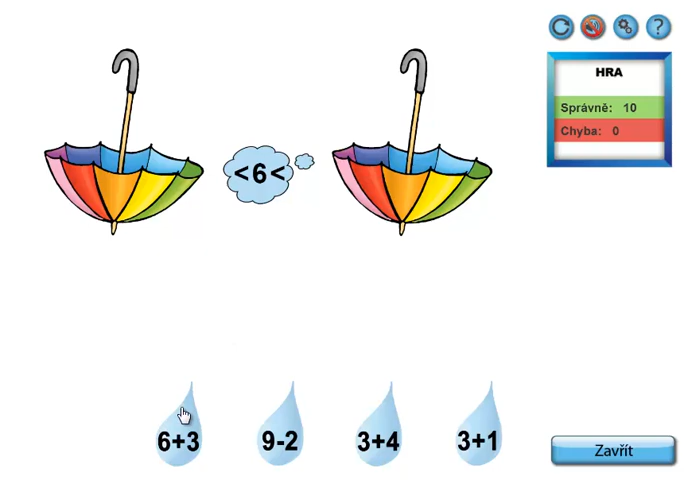 ?
HRA
Správně: 10
Chyba: 0
<6<
6+3
9-2
3+4
3+1
Zavřít